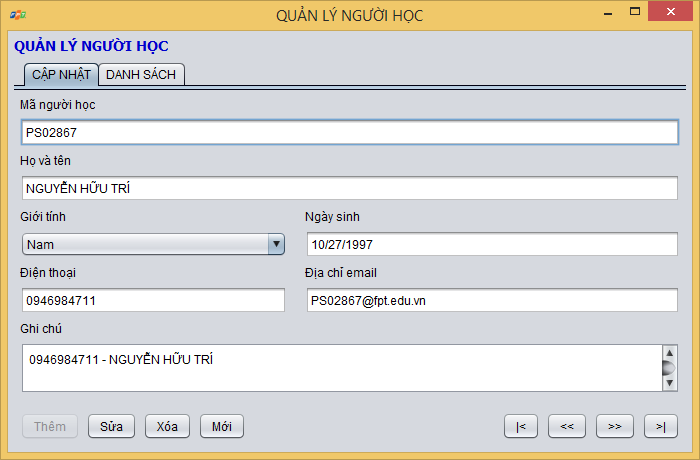 QUẢN LÝ NGƯỜI HỌC
QUẢN LÝ NGƯỜI HỌC
CẬP NHẬT DANH SÁCH
Mã người học
PS02867
Họ và tên
NGUYỄN HỮU TRÍ
Giới tính Ngày sinh
Nam 10/27/1997
Điện thoại Địa chỉ email
0946984711 PS02867@fpt.edu.vn
Ghi chú
0946984711 - NGUYỄN HỮU TRÍ
Thêm Sửa Xóa Mới |< << >> >|